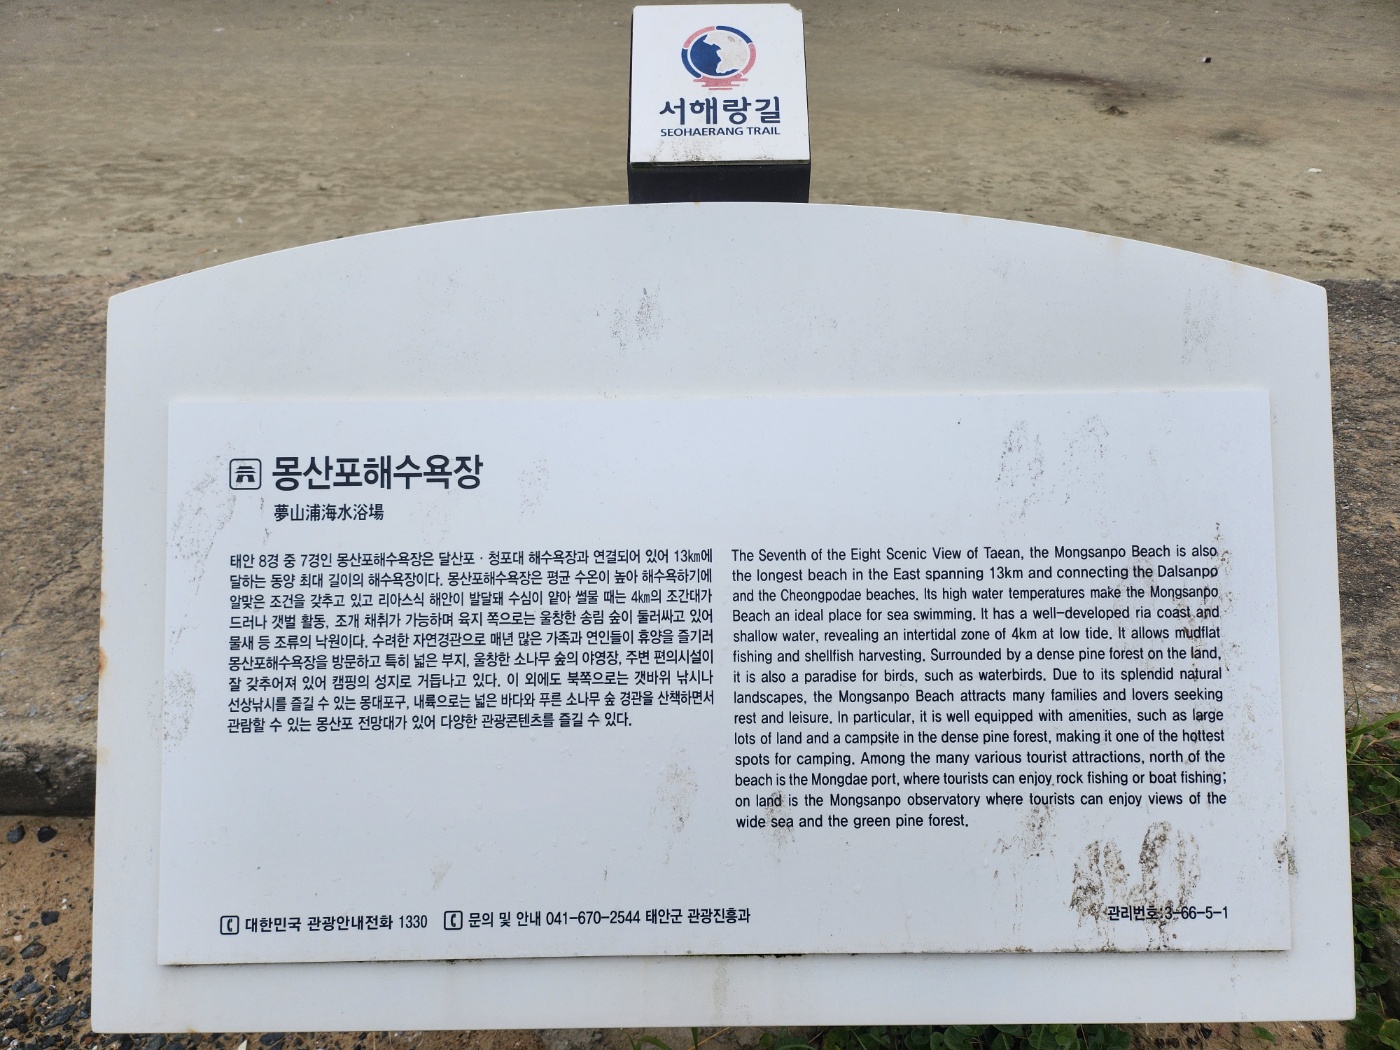 서해랑길
SEOHAERANG TRAIL
몽산포해수욕장
夢山浦海水浴場
태안 8경 중 7경인 몽산포해수욕장은 달산포 · 청포대 해수욕장과 연결되어 있어 13km에
달하는 동양 최대 길이의 해수욕장이다. 몽산포해수욕장은 평균 수온이 높아 해수욕하기에
알맞은 조건을 갖추고 있고 리아스식 해안이 발달돼 수심이 얕아 썰물 때는 4km의 조간대가
드러나 갯벌 활동, 조개 채취가 가능하며 육지 쪽으로는 울창한 송림 숲이 둘러싸고 있어
물새 등 조류의 낙원이다. 수려한 자연경관으로 매년 많은 가족과 연인들이 휴양을 즐기러
몽산포해수욕장을 방문하고 특히 넓은 부지, 울창한 소나무 숲의 야영장, 주변 편의시설이
잘 갖추어져 있어 캠핑의 성지로 거듭나고 있다. 이 외에도 북쪽으로는 갯바위 낚시나
선상낚시를 즐길 수 있는 몽대포구, 내륙으로는 넓은 바다와 푸른 소나무 숲 경관을 산책하면서
관람할 수 있는 몽산포 전망대가 있어 다양한 관광콘텐츠를 즐길 수 있다.
The Seventh of the Eight Scenic View of Taean, the Mongsanpo Beach is also
the longest beach in the East spanning 13km and connecting the Dalsanpo
and the Cheongpodae beaches. Its high water temperatures make the Mongsanpo
Beach an ideal place for sea swimming. It has a well-developed ria coast and
shallow water, revealing an intertidal zone of 4km at low tide. It allows mudflat
fishing and shellfish harvesting. Surrounded by a dense pine forest on the land,
it is also a paradise for birds, such as waterbirds. Due to its splendid natural
landscapes, the Mongsanpo Beach attracts many families and lovers seeking
rest and leisure. In particular, it is well equipped with amenities, such as large
lots of land and a campsite in the dense pine forest, making it one of the hottest
spots for camping. Among the many various tourist attractions, north of the
beach is the Mongdae port, where tourists can enjoy rock fishing or boat fishing;
on land is the Mongsanpo observatory where tourists can enjoy views of the
wide sea and the green pine forest.
대한민국 관광안내전화 1330 문의 및 안내 041-670-2544 태안군 관광진흥과
관리번호:3-66-5-1